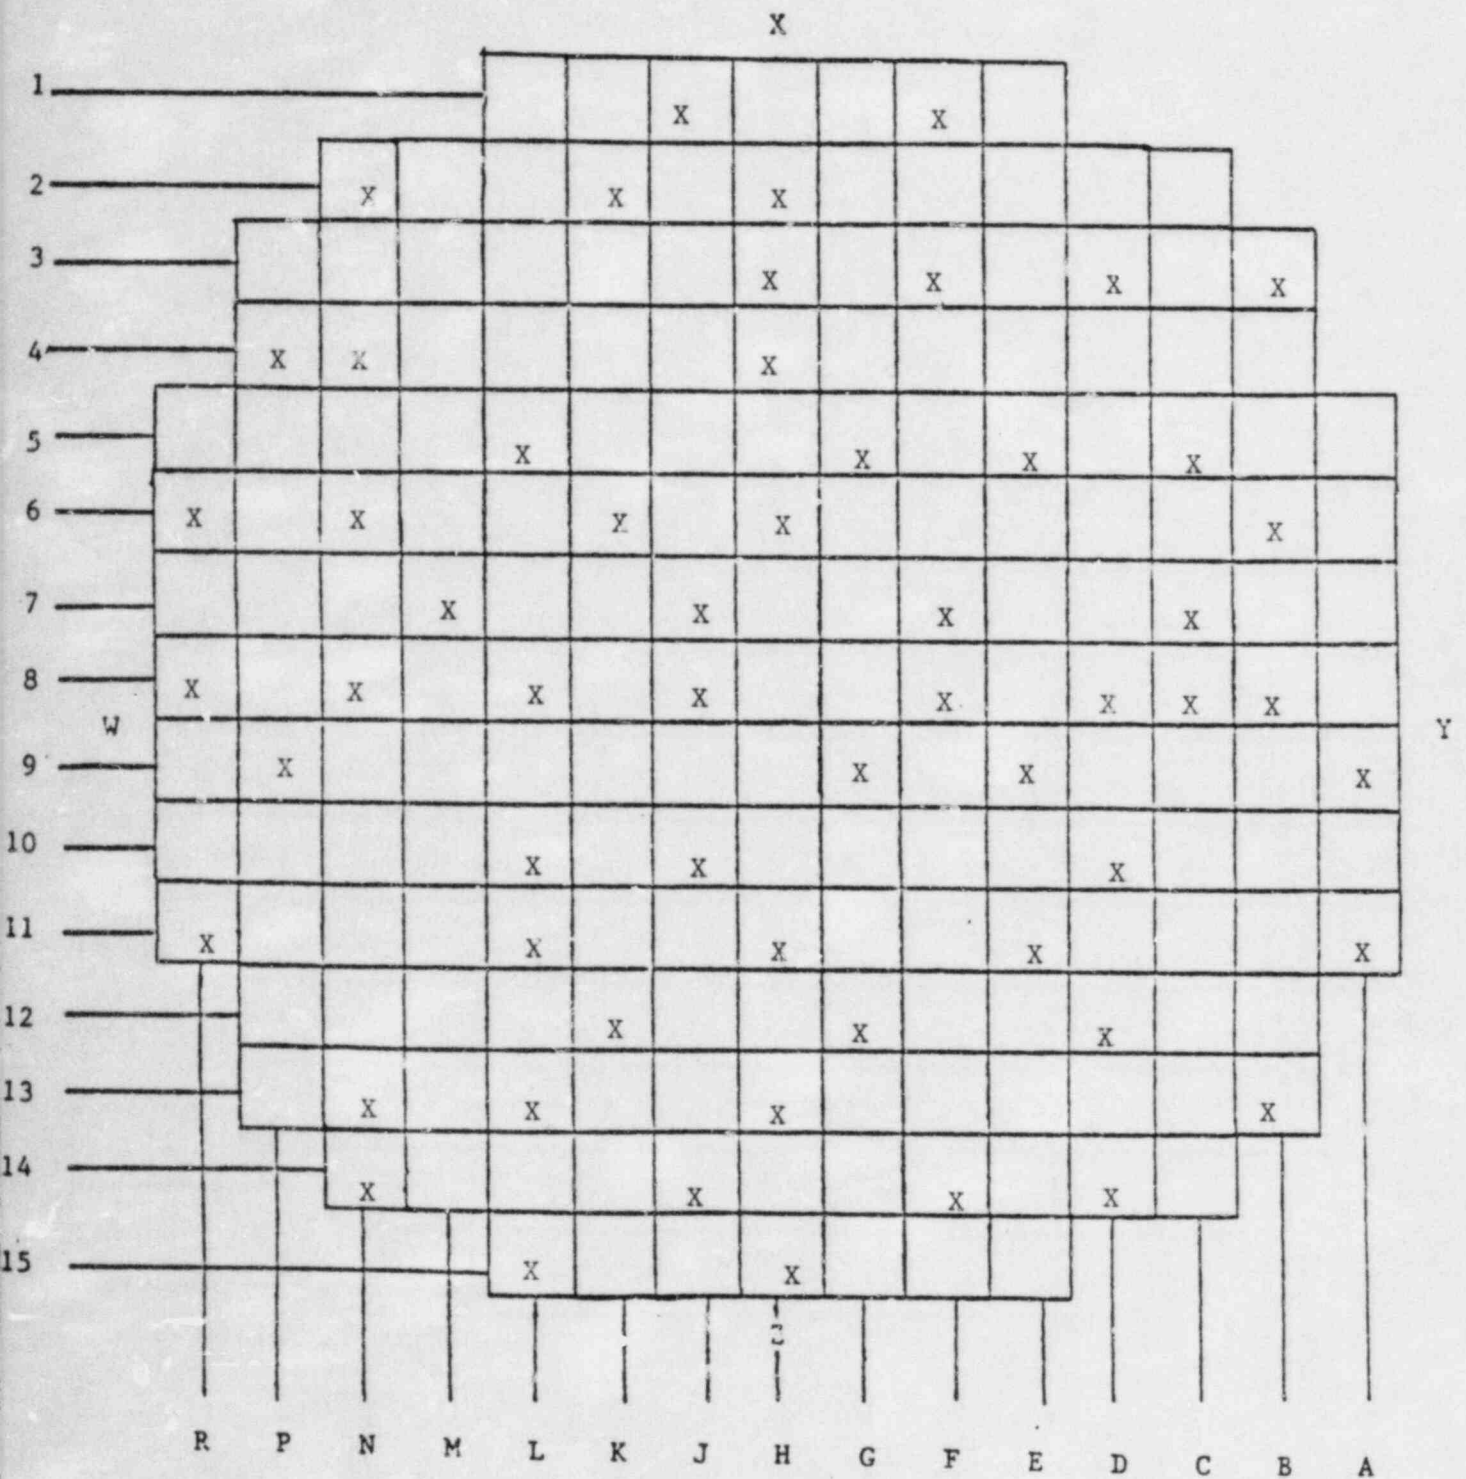 X
1 X X
2 X X X
3 X X X X
4 X X X
5 X X X X
6 X X X X X
7 X X X X
8 X X X X X X X X
W Y
9 X X X X
10 X X X
11 X X X X X
12 X X X
13 X X X X
14 X X X X
15 X X
R P N M L K J H G F E D C B A